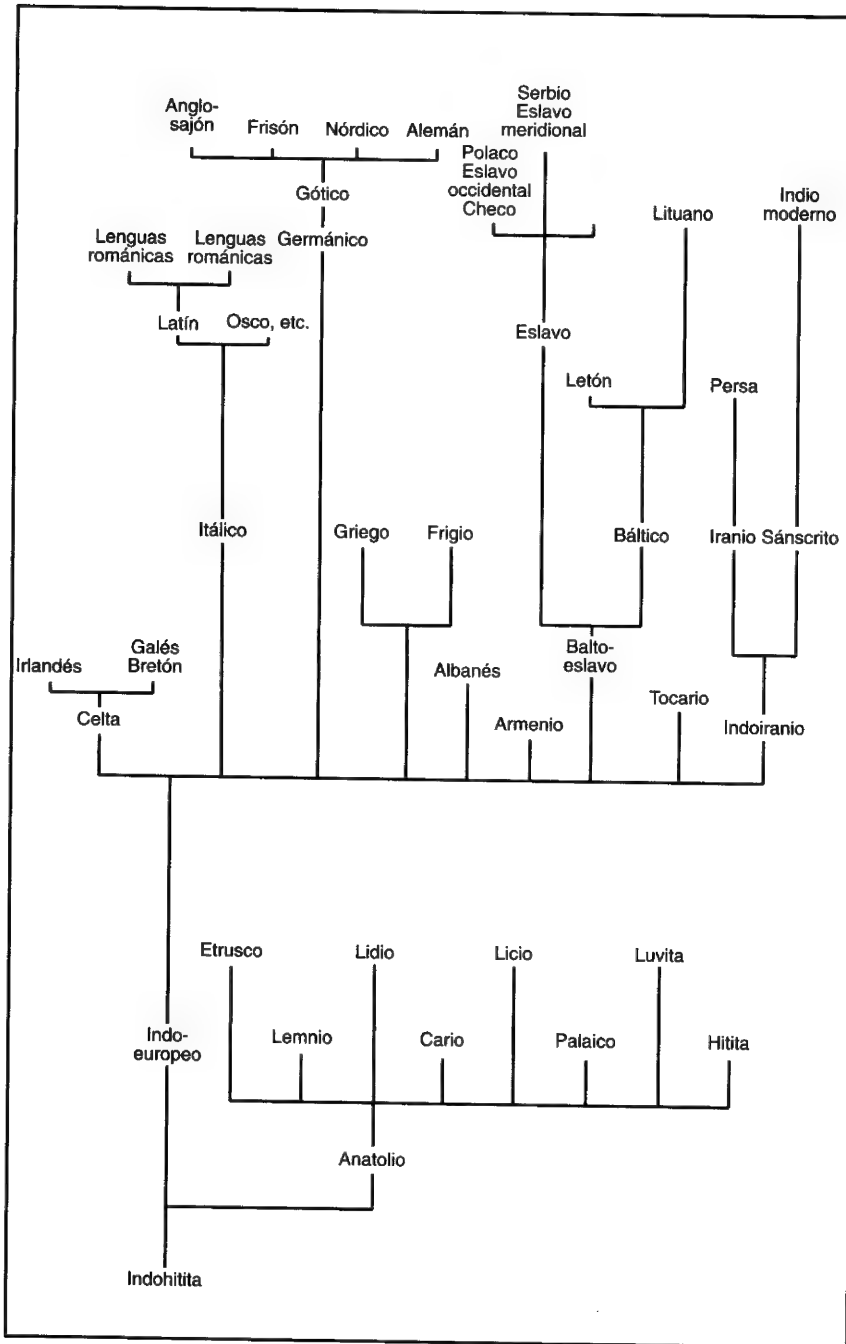 Anglo-
sajón
Frisón
Nórdico
Alemán
Serbio
Eslavo
meridional
Polaco
Eslavo
occidental
Checo
Gótico
Lituano
Indio
moderno
Lenguas
románicas
Lenguas
románicas
Germánico
Latín
Osco, etc.
Eslavo
Letón
Persa
Itálico
Griego
Frigio
Báltico
Iranio
Sánscrito
Irlandés
Galés
Bretón
Albanés
Balto-
eslavo
Celta
Armenio
Tocario
Indoiranio
Etrusco
Lidio
Licio
Luvita
Indo-
europeo
Lemnio
Cario
Palaico
Hitita
Anatolio
Indohitita